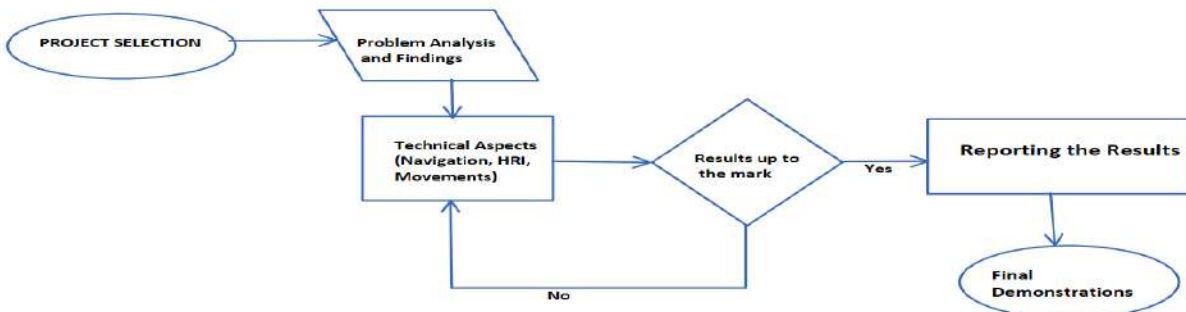 PROJECT SELECTION
Problem Analysis
and Findings
Technical Aspects
(Navigation, HRI,
Movements)
Results up to
the mark
Yes
Reporting the Results
No
Final
Demonstrations